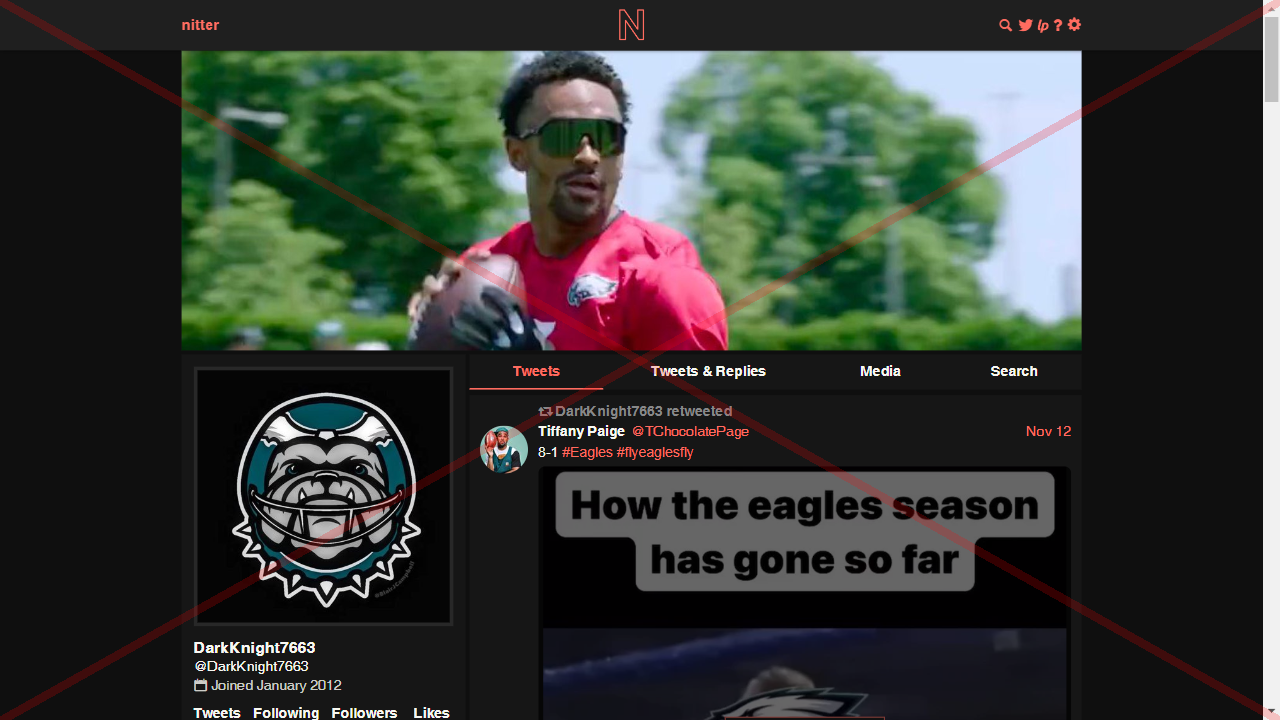 nitter
N
lp ?
Tweets
Tweets & Replies
Media
Search
DarkKnight7663 retweeted
Tiffany Paige @TChocolatePage
Nov 12
8-1 #Eagles #flyeaglesfly
How the eagles season
has gone so far
DarkKnight7663
@DarkKnight7663
Joined January 2012
Tweets Following Followers Likes